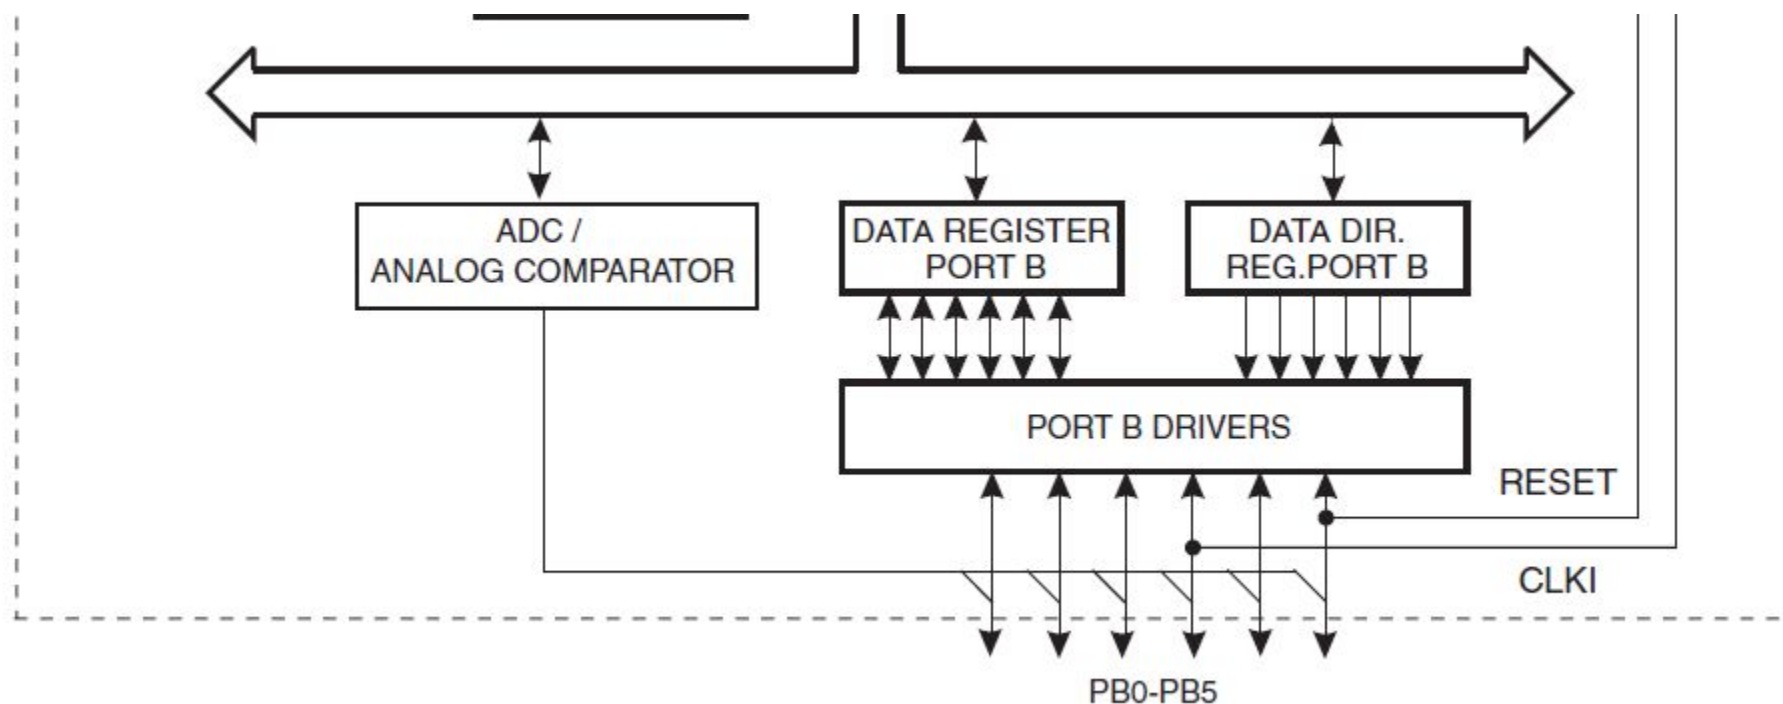 ADC /
ANALOG COMPARATOR
DATA REGISTER
PORT B
DATA DIR.
REG.PORT B
PORT B DRIVERS
RESET
CLKI
PB0-PB5